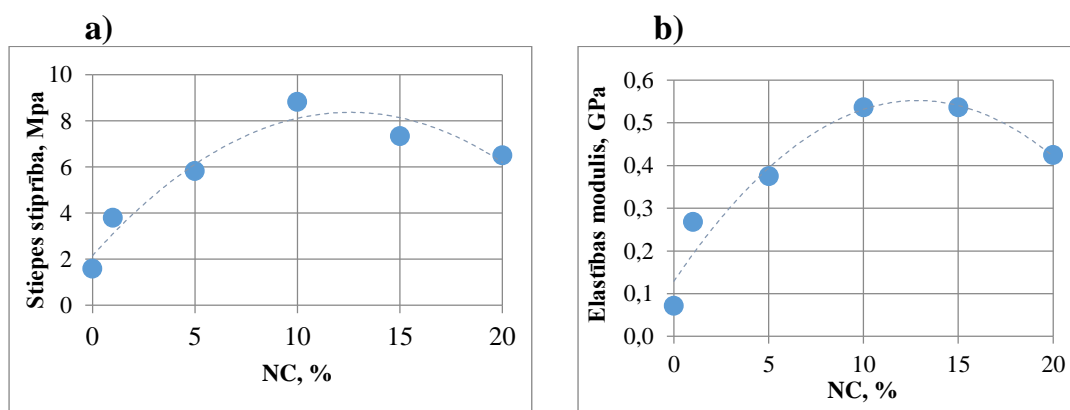 a)
Stiepes stiprība, Mpa
10
8
6
4
2
0
0 5 10 15 20
NC, %
b)
Elastības modulis, GPa
0,6
0,5
0,4
0,3
0,2
0,1
0,0
0 5 10 15 20
NC, %